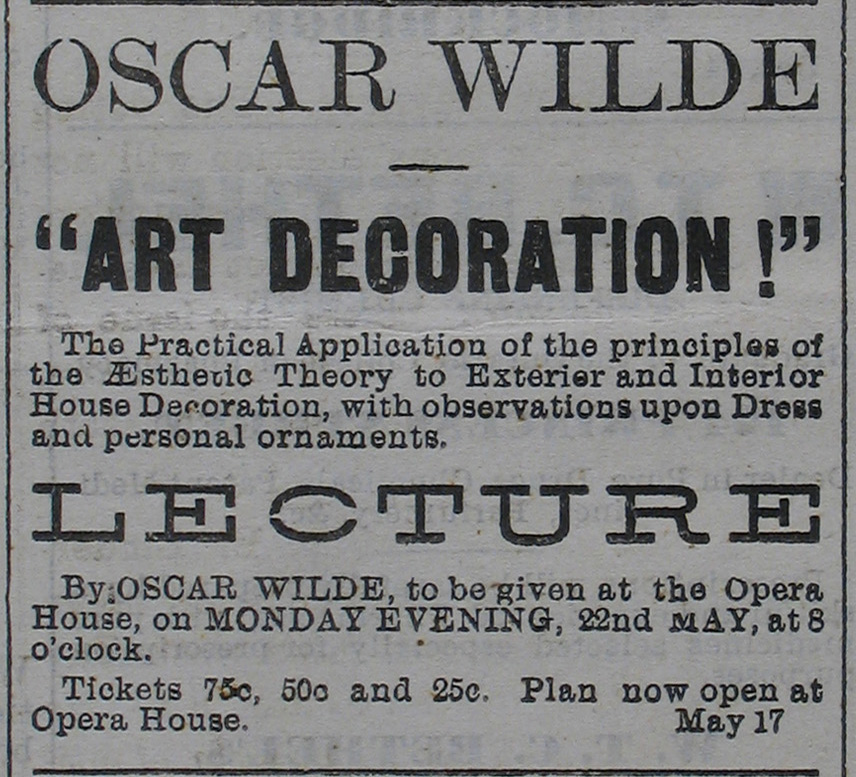 OSCAR WILDE
“ART DECORATION!”
The Practical Application of the principles of
the Æsthetic Theory to Exterier and Interior
House Decoration, with observations upon Dress
and personal ornaments.
LECTURE
By OSCAR WILDE, to be given at the Opera
House, on MONDAY EVENING, 22nd MAY, at 8
o'clock.
Tickets 75c, 50c and 25c. Plan now open at
Opera House. May 17